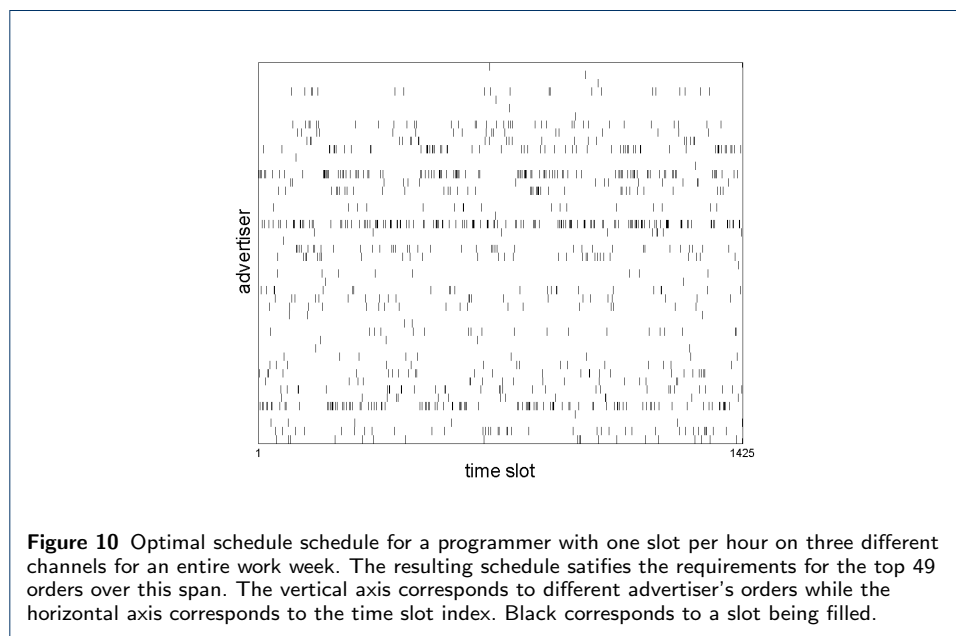 advertiser
1
1425
time slot
Figure 10 Optimal schedule schedule for a programmer with one slot per hour on three different
channels for an entire work week. The resulting schedule satifies the requirements for the top 49
orders over this span. The vertical axis corresponds to different advertiser's orders while the
horizontal axis corresponds to the time slot index. Black corresponds to a slot being filled.